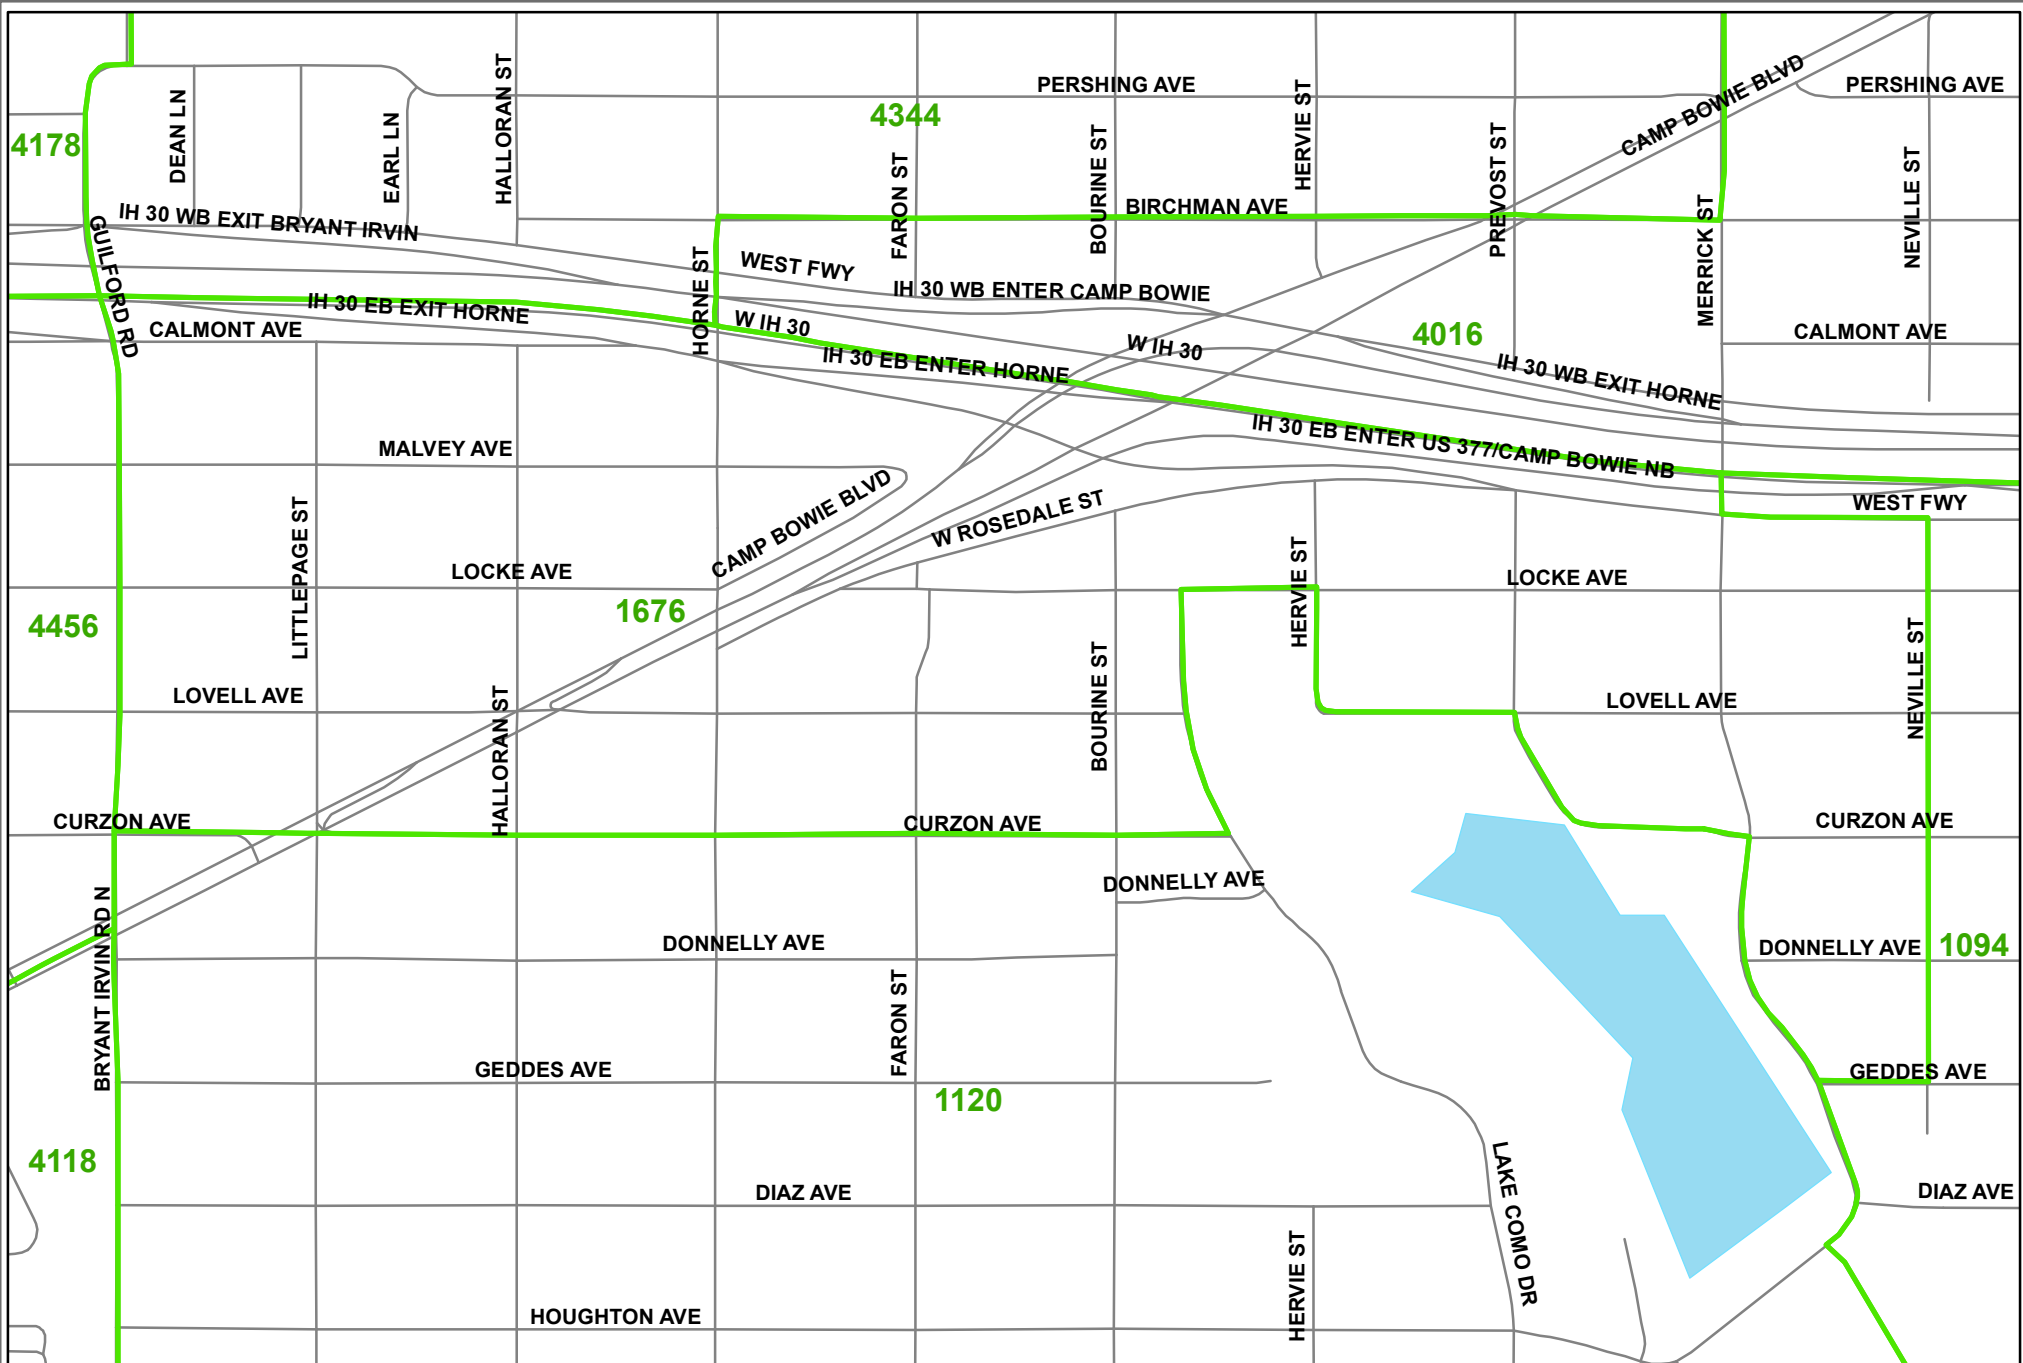 HALLORAN ST
PERSHING AVE
HERVIE ST
CAMP BOWIE BLVD
PERSHING AVE
4344
DEAN LN
EARL LN
4178
BOURINE ST
PREVOST ST
FARON ST
NEVILLE ST
IH 30 WB EXIT BRYANT IRVIN
BIRCHMAN AVE
MERRICK ST
GUILFORD RD
HORNE ST
WEST FWY
IH 30 WB ENTER CAMP BOWIE
IH 30 EB EXIT HORNE
CALMONT AVE
W IH 30
4016
CALMONT AVE
W IH 30
IH 30 EB ENTER HORNE
IH 30 WB EXIT HORNE
MALVEY AVE
IH 30 EB ENTER US 377/CAMP BOWIE NB
CAMP BOWIE BLVD
W ROSEDALE ST
WEST FWY
LITTLEPAGE ST
LOCKE AVE
HERVIE ST
LOCKE AVE
4456
1676
BOURINE ST
NEVILLE ST
LOVELL AVE
HALLORAN ST
LOVELL AVE
CURZON AVE
CURZON AVE
CURZON AVE
DONNELLY AVE
BRYANT IRVIN RD N
DONNELLY AVE
DONNELLY AVE
1094
FARON ST
GEDDES AVE
GEDDES AVE
1120
4118
LAKE COMO DR
DIAZ AVE
DIAZ AVE
HERVIE ST
HOUGHTON AVE